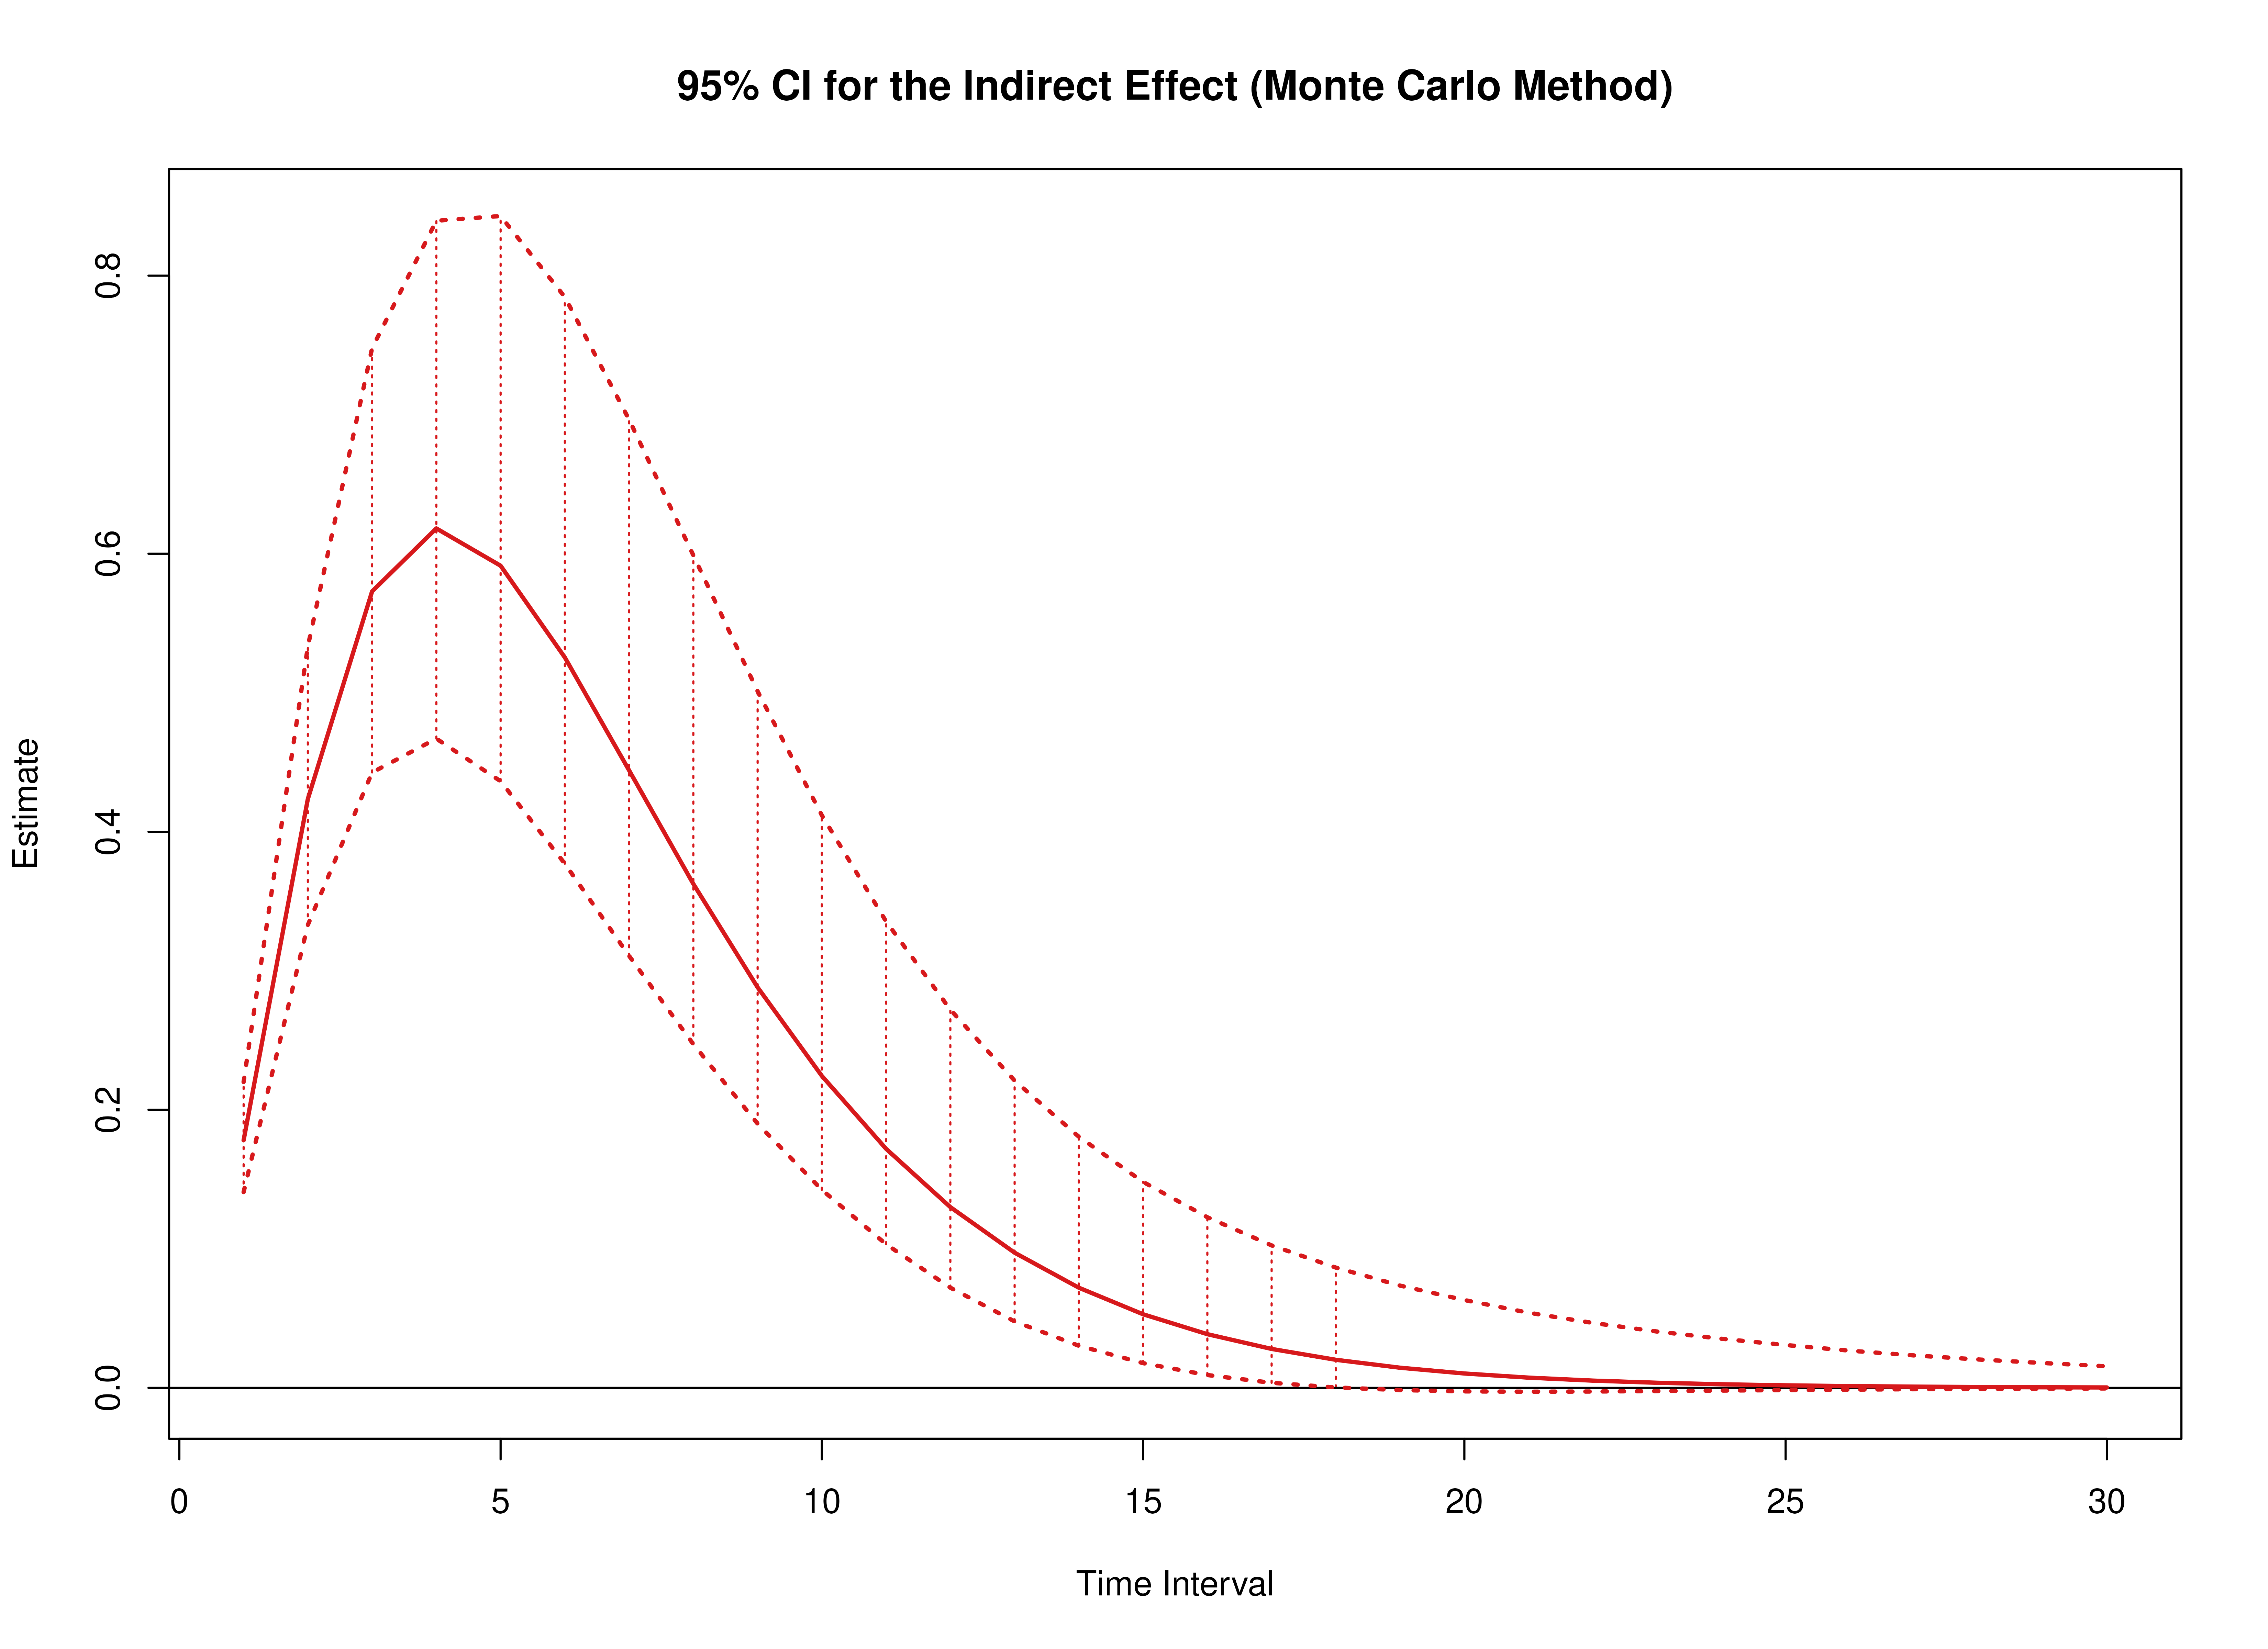 95% CI for the Indirect Effect (Monte Carlo Method)
Estimate
0.8
0.6
0.4
0.2
0.0
0 5 10 15 20 25 30
Time Interval